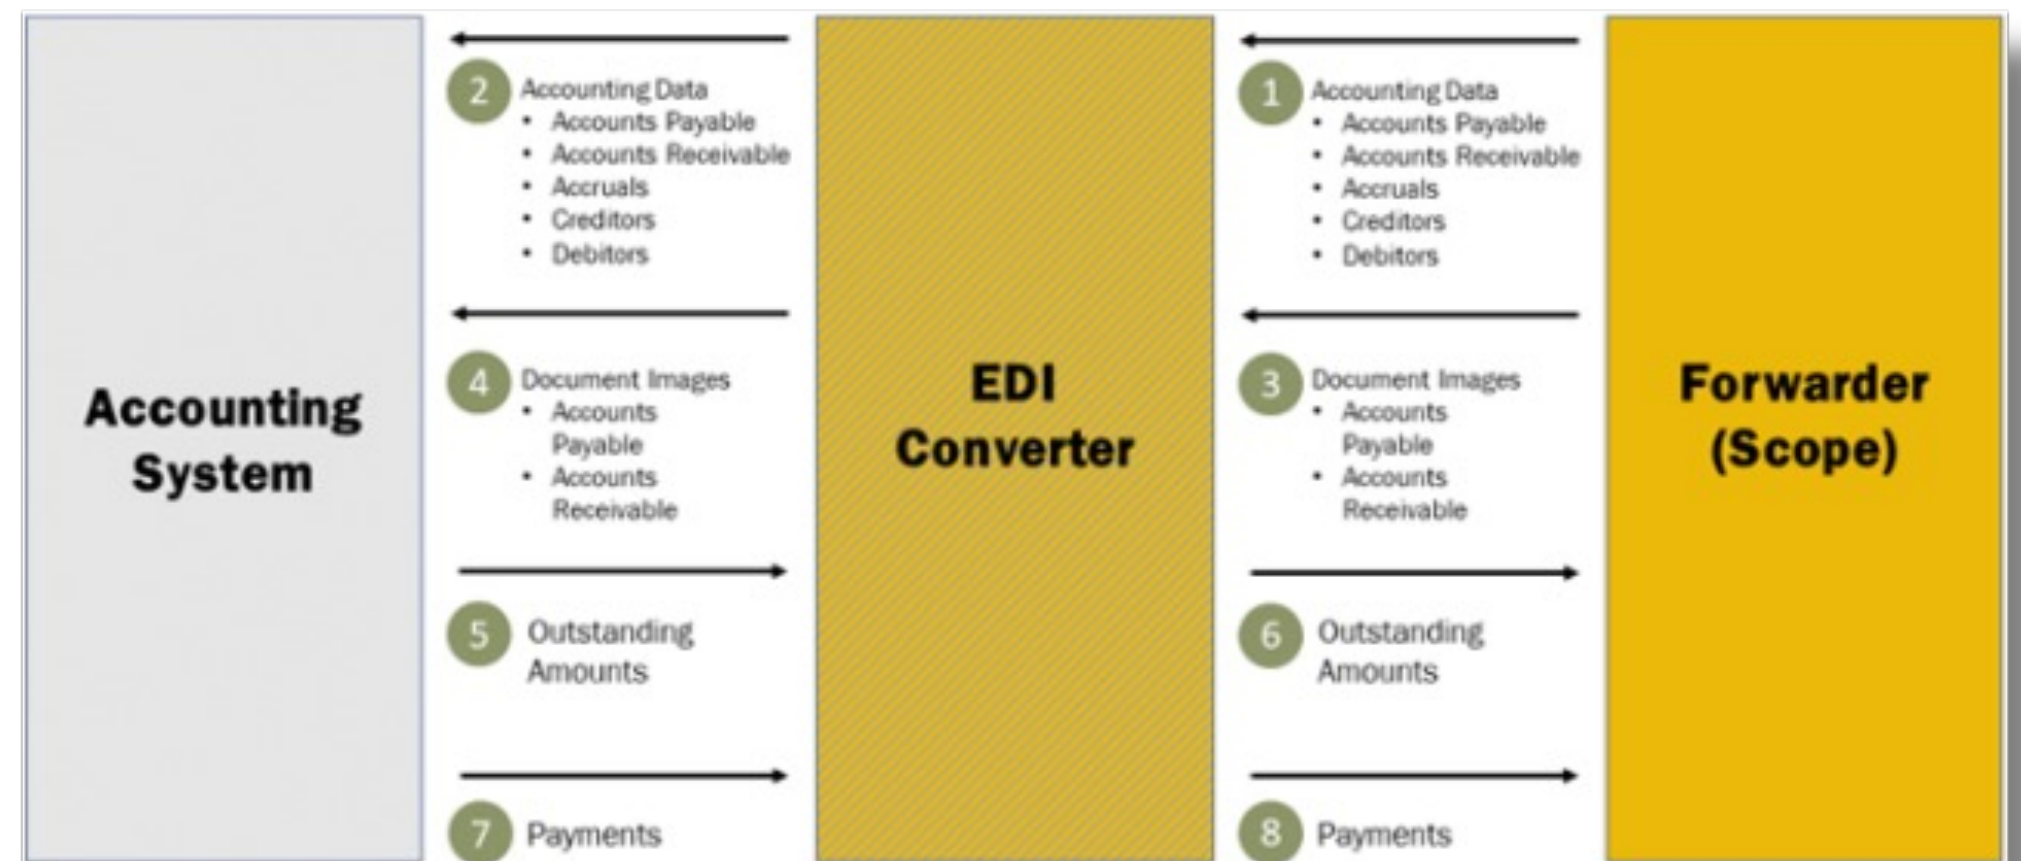 Accounting
System
2
Accounting Data
• Accounts Payable
• Accounts Receivable
• Accruals
• Creditors
• Debitors
4
Document Images
• Accounts
Payable
• Accounts
Receivable
5
Outstanding
Amounts
7
Payments
EDI
Converter
1
Accounting Data
• Accounts Payable
• Accounts Receivable
• Accruals
• Creditors
• Debitors
3
Document Images
• Accounts
Payable
• Accounts
Receivable
6
Outstanding
Amounts
8
Payments
Forwarder
(Scope)